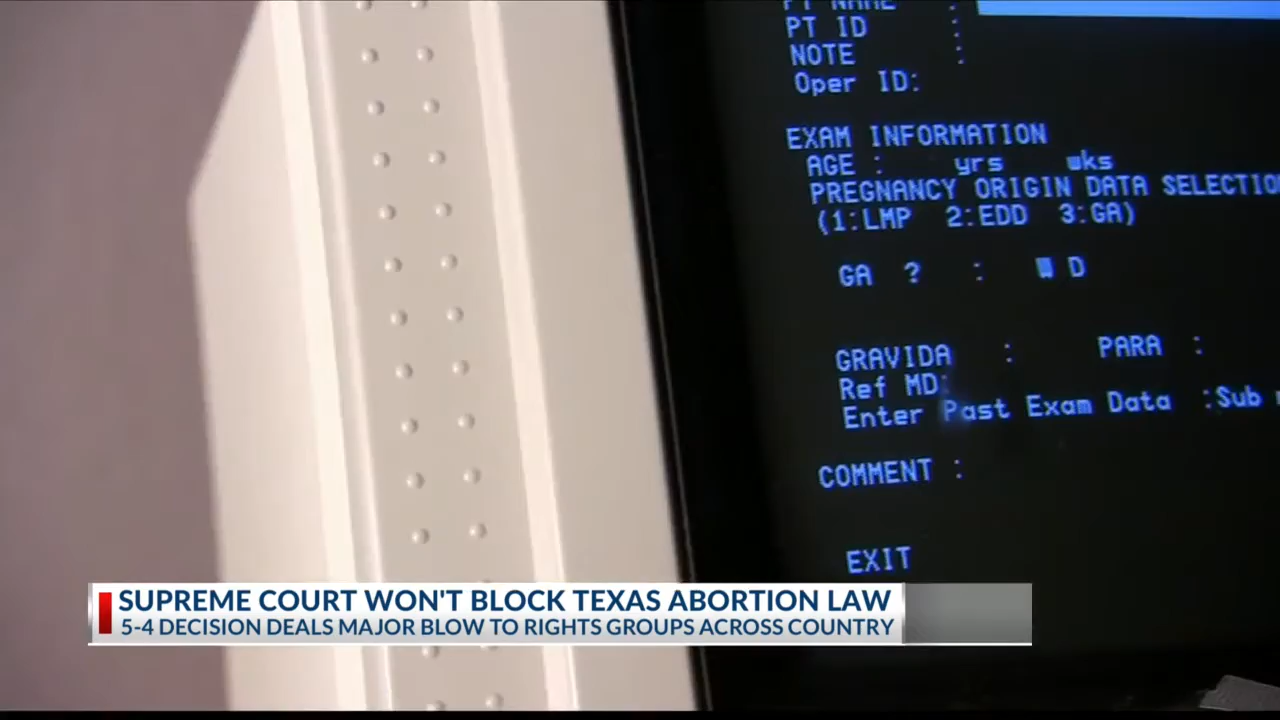 PT NAME :
PT ID :
NOTE :
Oper ID:
EXAM INFORMATION
AGE : yrs wks
PREGNANCY ORIGIN DATA SELECTIO
(1:LMP 2:EDD 3:GA)
GA ? : W D
GRAVIDA : PARA :
Ref MD:
Enter Past Exam Data :Sub
COMMENT :
EXIT
SUPREME COURT WON'T BLOCK TEXAS ABORTION LAW
5-4 DECISION DEALS MAJOR BLOW TO RIGHTS GROUPS ACROSS COUNTRY